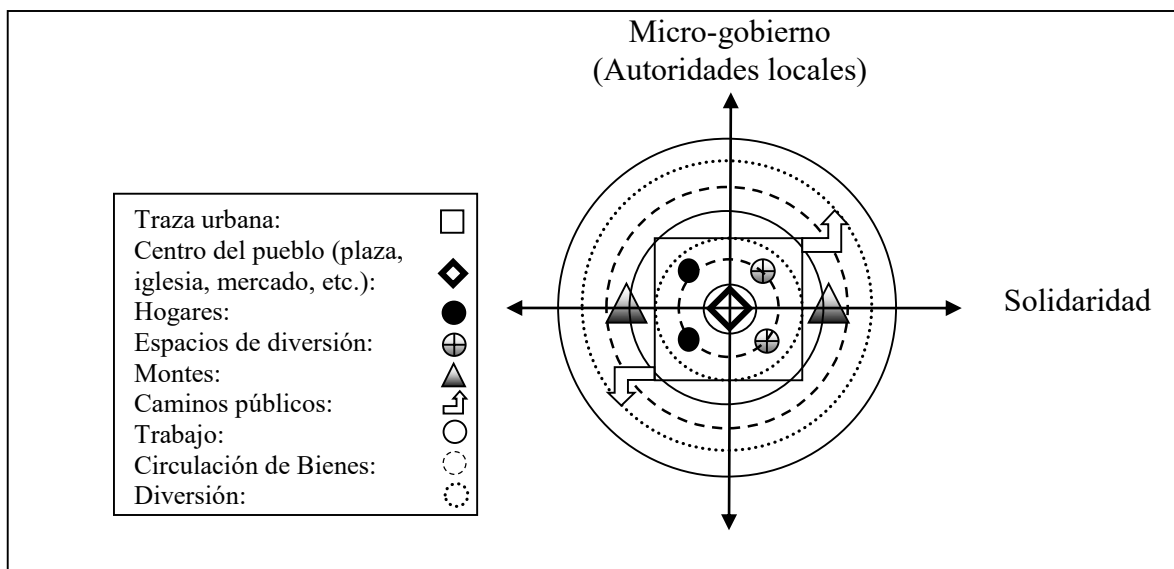 Micro-gobierno
(Autoridades locales)
Solidaridad
Traza urbana:
Centro del pueblo (plaza,
iglesia, mercado, etc.):
Hogares:
Espacios de diversión:
Montes:
Caminos públicos:
Trabajo:
Circulación de Bienes:
Diversión: